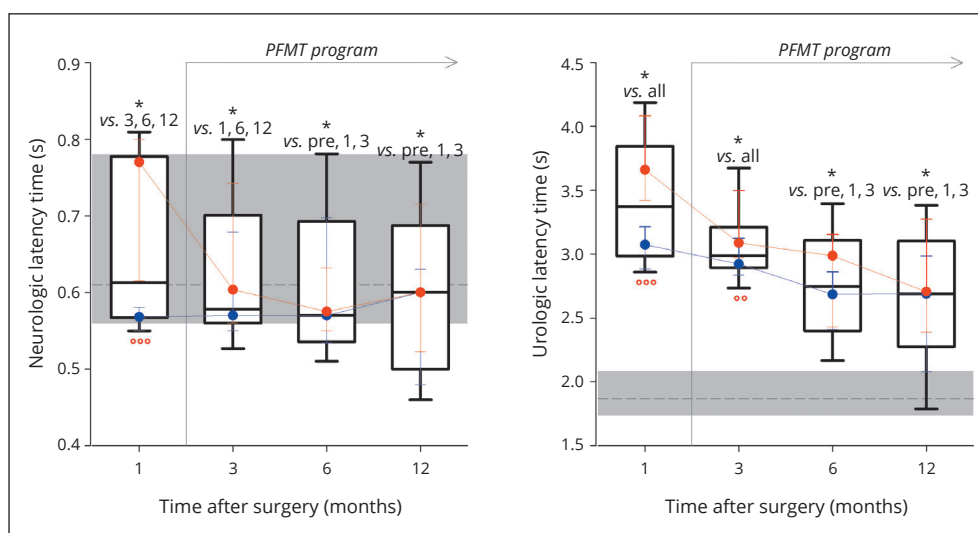 PFMT program
0.9
0.8
0.7
0.6
0.5
0.4
Neurologic latency time (s)
*
vs. 3, 6, 12
*
vs. 1, 6, 12
*
vs. pre, 1, 3
*
vs. pre, 1, 3
°°°
1
3
6
12
Time after surgery (months)
PFMT program
4.5
4.0
3.5
3.0
2.5
2.0
1.5
Urologic latency time (s)
*
vs. all
*
vs. all
*
vs. pre, 1, 3
*
vs. pre, 1, 3
°°°
°°
1
3
6
12
Time after surgery (months)